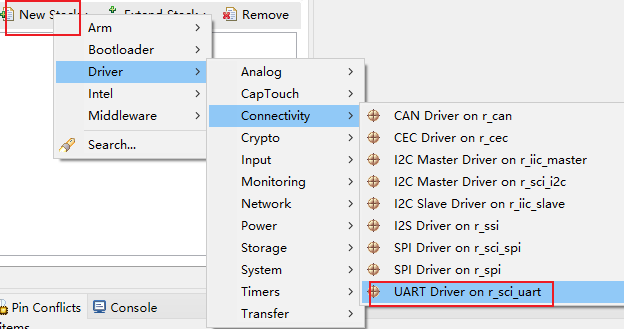 New Stack
Extend Stack
Remove
Arm
Bootloader
Driver
Intel
Middleware
Search...
Analog
CapTouch
Connectivity
Crypto
Input
Monitoring
Network
Power
Storage
System
Timers
Transfer
CAN Driver on r_can
CEC Driver on r_cec
I2C Master Driver on r_iic_master
I2C Master Driver on r_sci_i2c
I2C Slave Driver on r_iic_slave
I2S Driver on r_ssi
SPI Driver on r_sci_spi
SPI Driver on r_spi
UART Driver on r_sci_uart
Pin Conflicts
Console
items